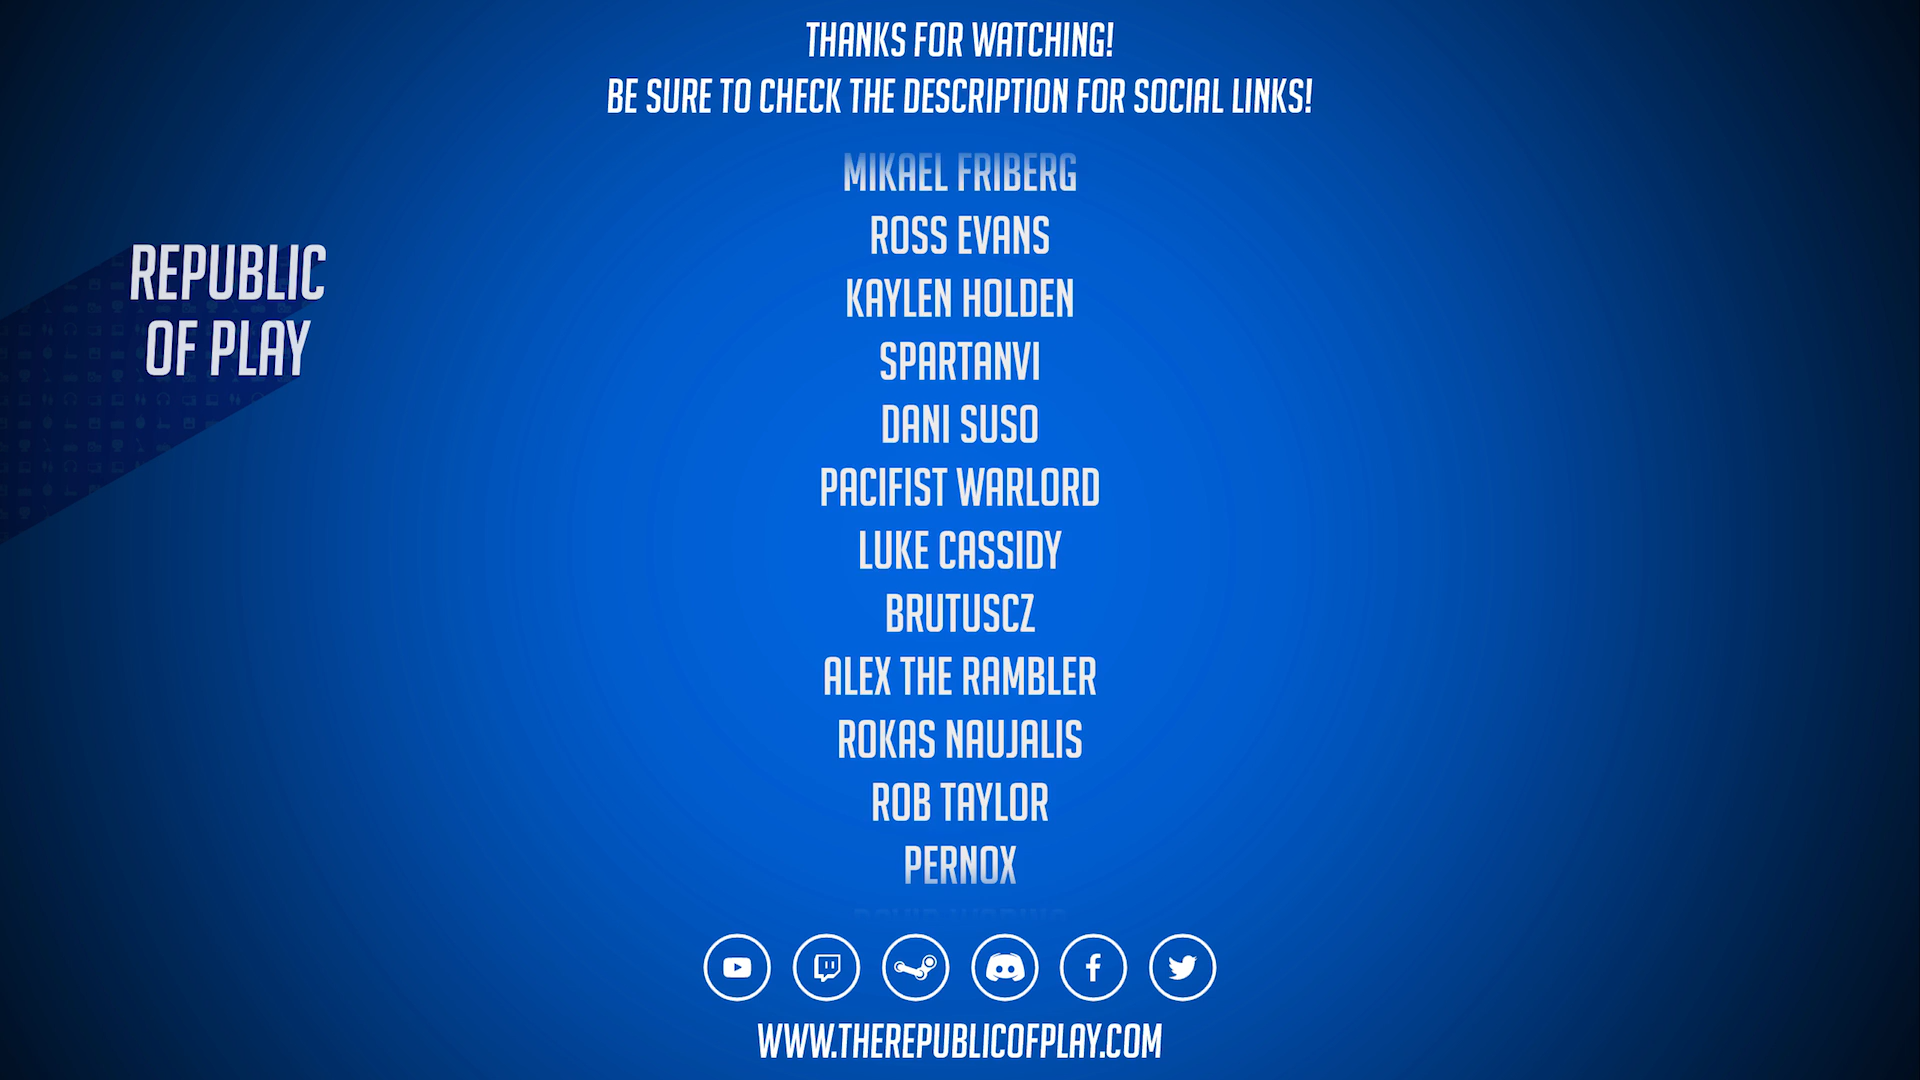 THANKS FOR WATCHING!
BE SURE TO CHECK THE DESCRIPTION FOR SOCIAL LINKS!
REPUBLIC
OF PLAY
MIKAEL FRIBERG
ROSS EVANS
KAYLEN HOLDEN
SPARTANVI
DANI SUSO
PACIFIST WARLORD
LUKE CASSIDY
BRUTUSCZ
ALEX THE RAMBLER
ROKAS NAUJALIS
ROB TAYLOR
PERNOX
WWW.THEREPUBLICOFPLAY.COM